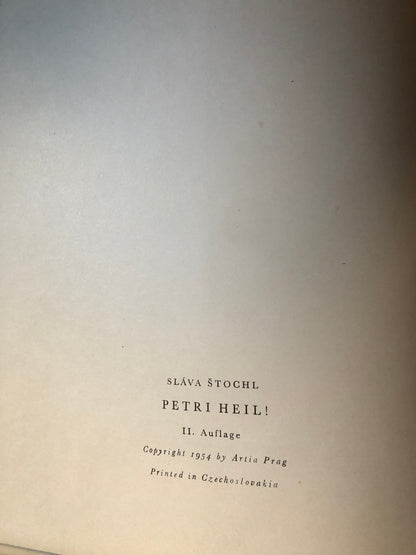 SLÁVA ŠTOCHL
PETRI HEIL!
II. Auflage
Copyright 1954 by Artia Prag
Printed in Czechoslovakia